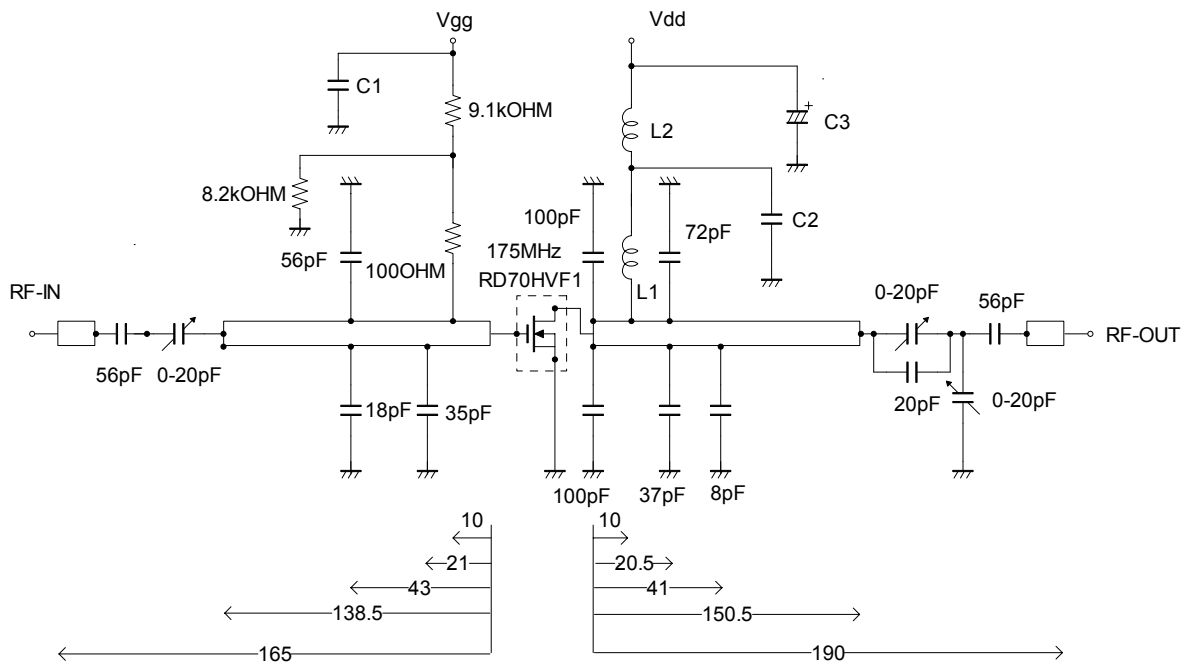 Vgg
Vdd
C1
9.1kOHM
L2
C3
8.2kOHM
100pF
C2
72pF
56pF
175MHz
100OHM
RD70HVF1
L1
RF-IN
0-20pF
56pF
RF-OUT
56pF
0-20pF
18pF
35pF
20pF
0-20pF
100pF
37pF
8pF
10
10
21
20.5
43
41
138.5
150.5
165
190